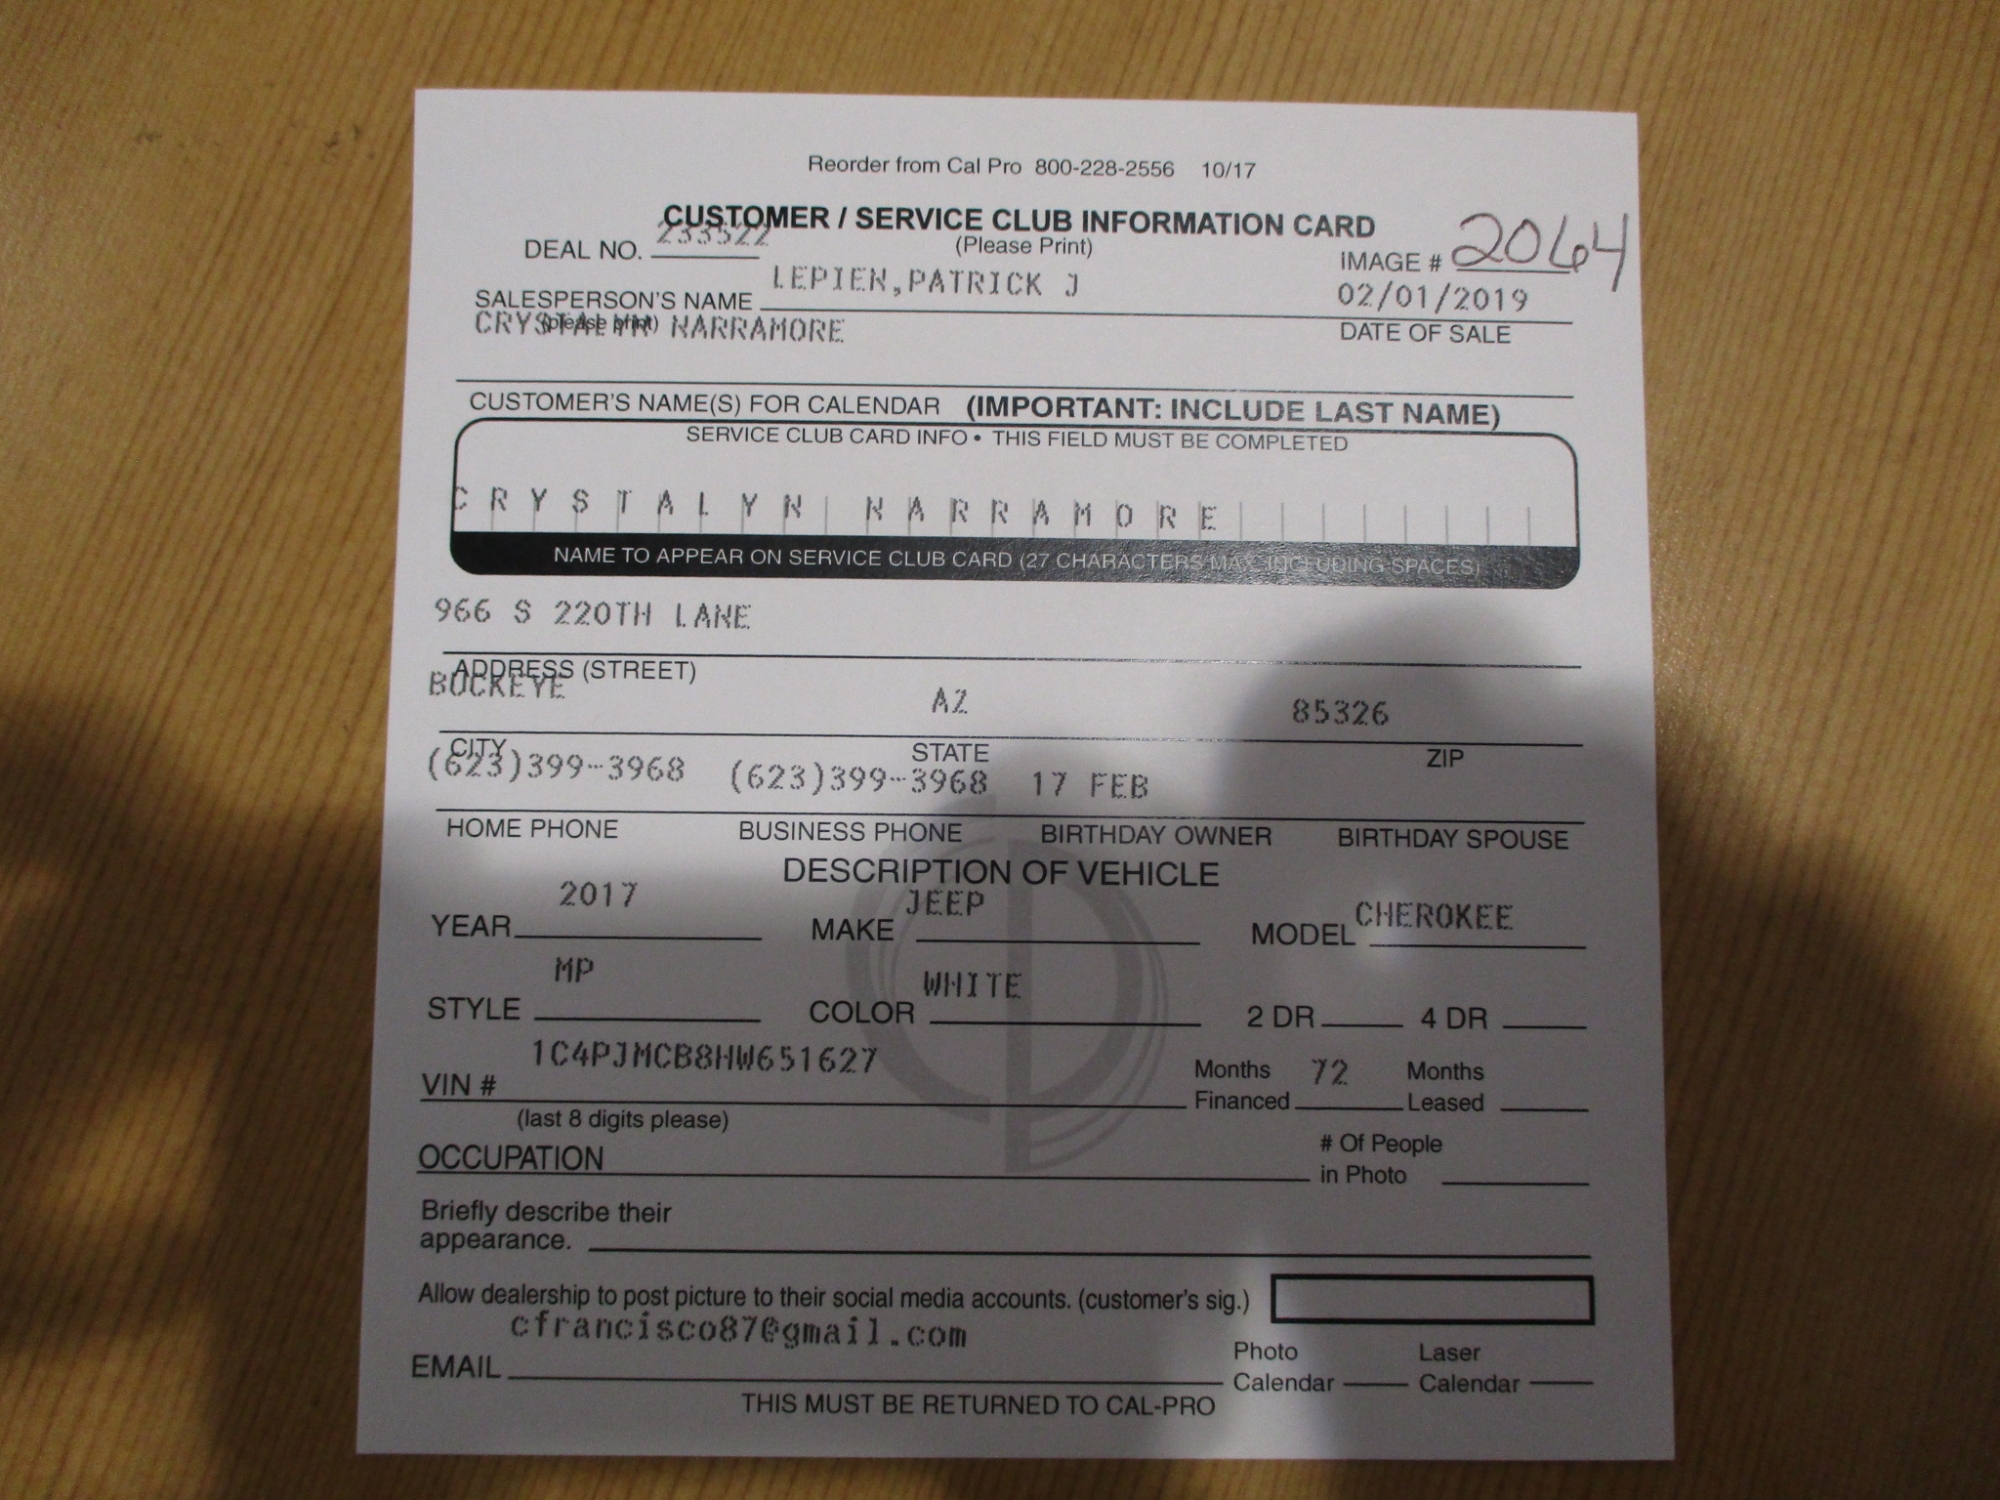 Reorder from Cal Pro 800-228-2556 10/17
CUSTOMER / SERVICE CLUB INFORMATION CARD
DEAL NO. 233522 (Please Print) IMAGE # 2064
LEPIEN,PATRICK J 02/01/2019
SALESPERSON'S NAME DATE OF SALE
(please print)
CRYSTALYN NARRAMORE
CUSTOMER'S NAME(S) FOR CALENDAR (IMPORTANT: INCLUDE LAST NAME)
SERVICE CLUB CARD INFO • THIS FIELD MUST BE COMPLETED
CRYSTALYN NARRAMORE
NAME TO APPEAR ON SERVICE CLUB CARD (27 CHARACTERS MAX, INCLUDING SPACES)
966 S 220TH LANE
ADDRESS (STREET)
BUCKEYE AZ 85326
CITY STATE ZIP
(623)399-3968 (623)399-3968 17 FEB
HOME PHONE BUSINESS PHONE BIRTHDAY OWNER BIRTHDAY SPOUSE
DESCRIPTION OF VEHICLE
YEAR 2017 MAKE JEEP MODEL CHEROKEE
STYLE MP COLOR WHITE 2 DR 4 DR
VIN # 1C4PJMCB8HW651627 Months Financed 72 Months Leased
(last 8 digits please)
OCCUPATION # Of People in Photo
Briefly describe their
appearance.
Allow dealership to post picture to their social media accounts. (customer's sig.)
cfrancisco87@gmail.com
EMAIL Photo Calendar Laser Calendar
THIS MUST BE RETURNED TO CAL-PRO